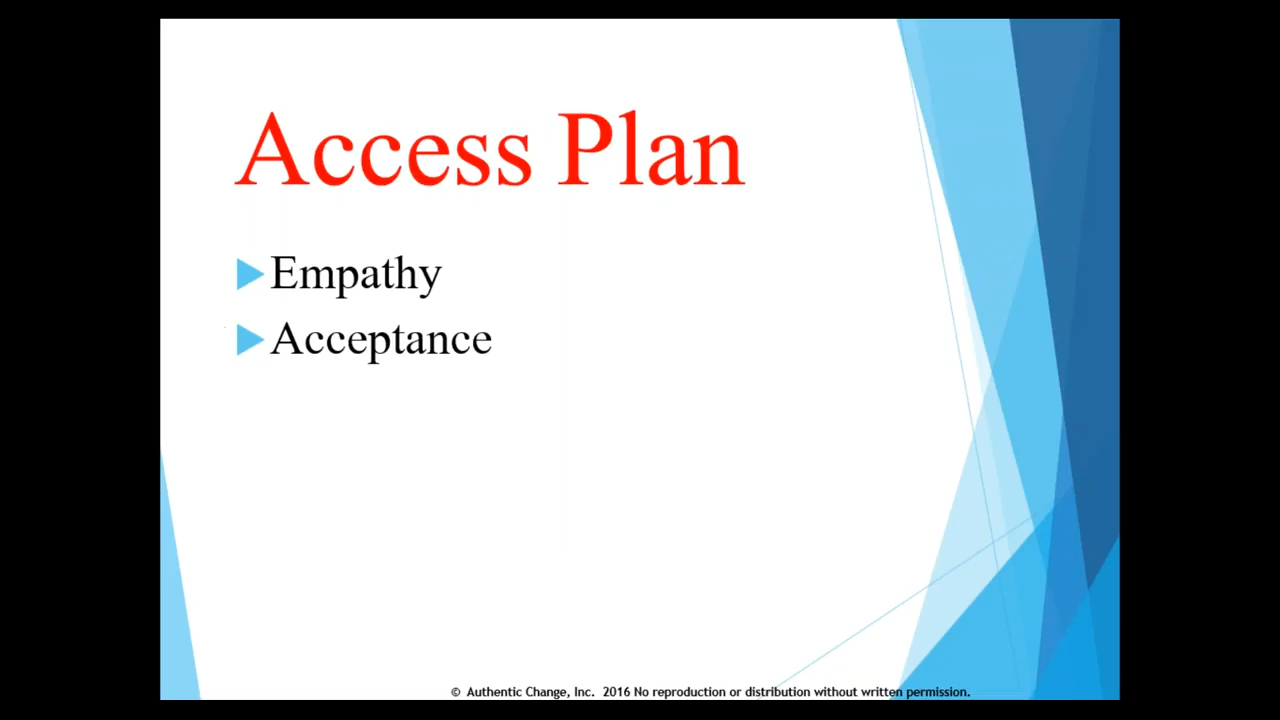 Access Plan
Empathy
Acceptance
© Authentic Change, Inc. 2016 No reproduction or distribution without written permission.